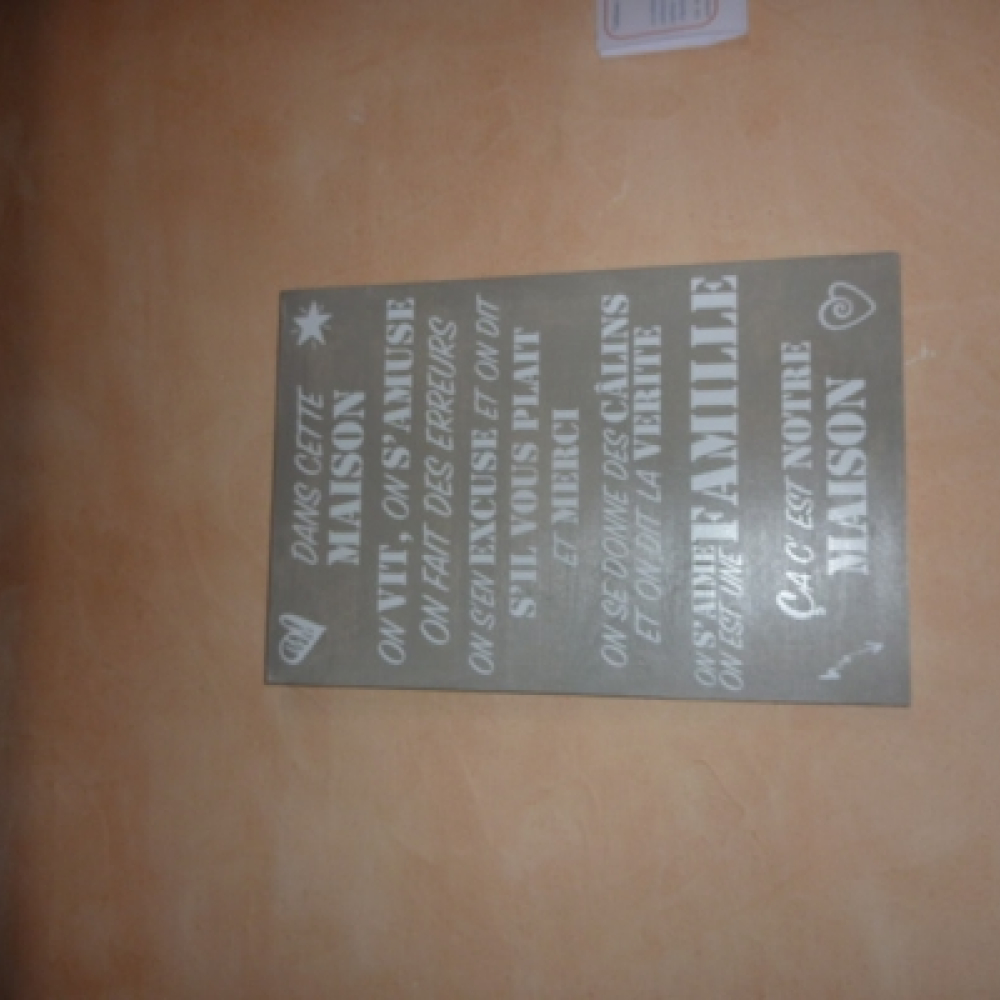 DANS CETTE
MAISON
ON VIT, ON S'AMUSE
ON FAIT DES ERREURS
ON S'EN EXCUSE ET ON DIT
S'IL VOUS PLAIT
ET MERCI
ON SE DONNE DES CÂLINS
ET ON DIT LA VERITE
ON S'AIME
ON EST UNE FAMILLE
ÇA C'EST NOTRE
MAISON